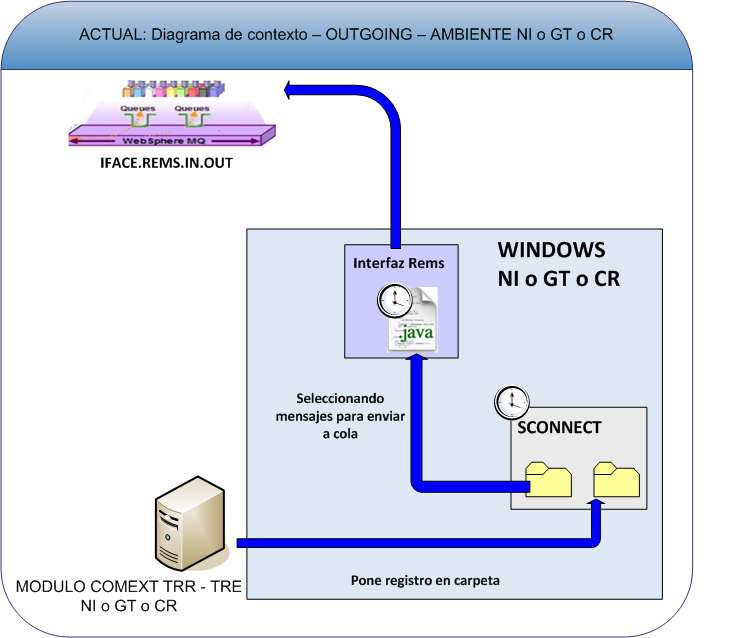 ACTUAL: Diagrama de contexto – OUTGOING – AMBIENTE NI o GT o CR
Queues Queues
WebSphere MQ
IFACE.REMS.IN.OUT
WINDOWS
NI o GT o CR
Interfaz Rems
.java
Seleccionando
mensajes para enviar
a cola
SCONNECT
MODULO COMEXT TRR - TRE
NI o GT o CR
Pone registro en carpeta